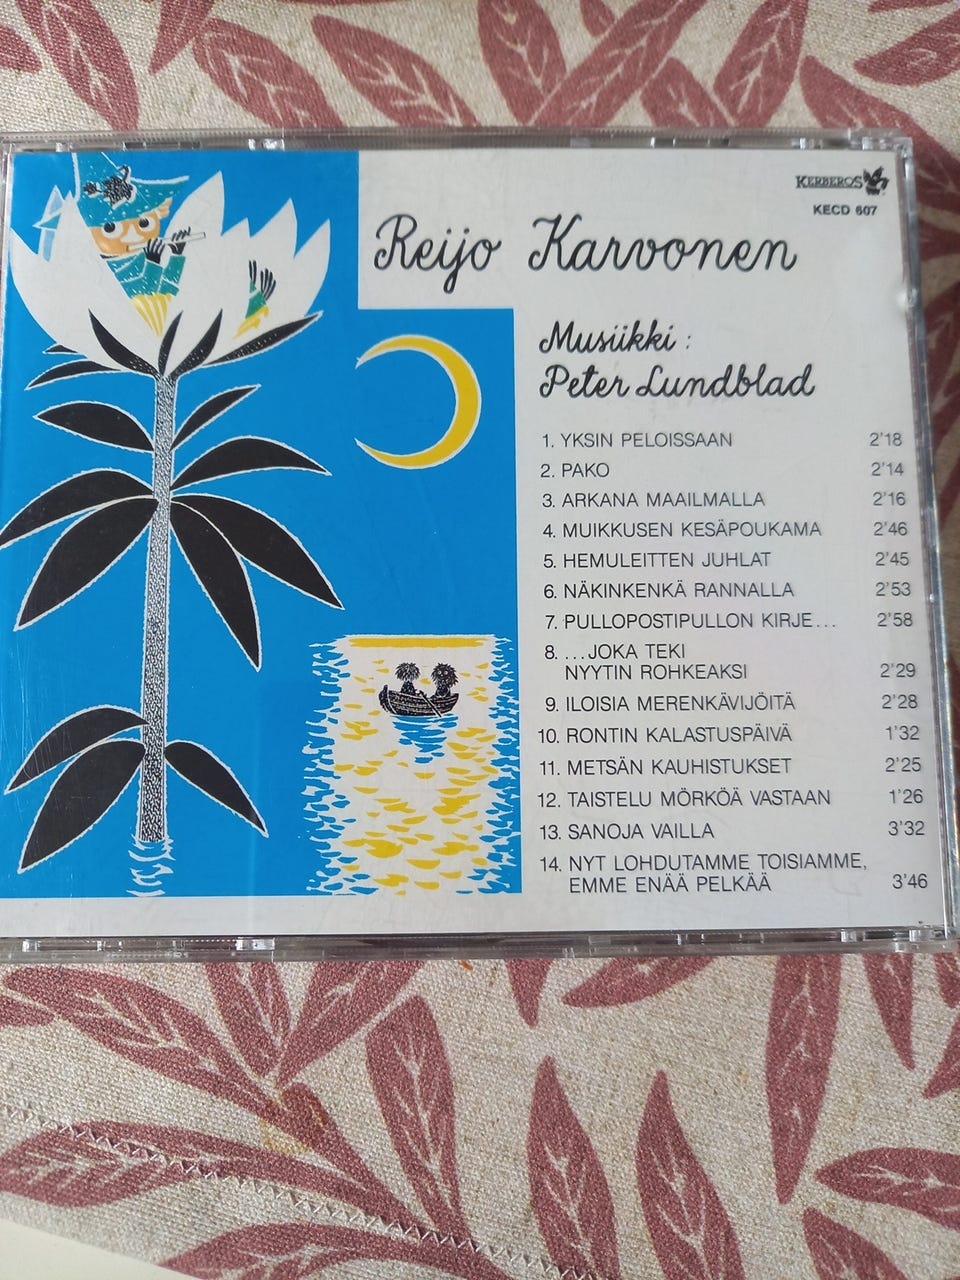 KERBEROS
KECD 607
Reijo Karvonen
Musiikki:
Peter Lundblad
1. YKSIN PELOISSAAN 2'18
2. PAKO 2'14
3. ARKANA MAAILMALLA 2'16
4. MUIKKUSEN KESÄPOUKAMA 2'46
5. HEMULEITTEN JUHLAT 2'45
6. NÄKINKENKÄ RANNALLA 2'53
7. PULLOPOSTIPULLON KIRJE... 2'58
8. ...JOKA TEKI
NYYTIN ROHKEAKSI 2'29
9. ILOISIA MERENKÄVIJÖITÄ 2'28
10. RONTIN KALASTUSPÄIVÄ 1'32
11. METSÄN KAUHISTUKSET 2'25
12. TAISTELU MÖRKÖÄ VASTAAN 1'26
13. SANOJA VAILLA 3'32
14. NYT LOHDUTAMME TOISIAMME,
EMME ENÄÄ PELKÄÄ 3'46